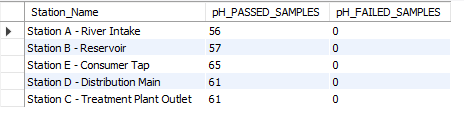 Station_Name pH_PASSED_SAMPLES pH_FAILED_SAMPLES
Station A - River Intake 56 0
Station B - Reservoir 57 0
Station E - Consumer Tap 65 0
Station D - Distribution Main 61 0
Station C - Treatment Plant Outlet 61 0